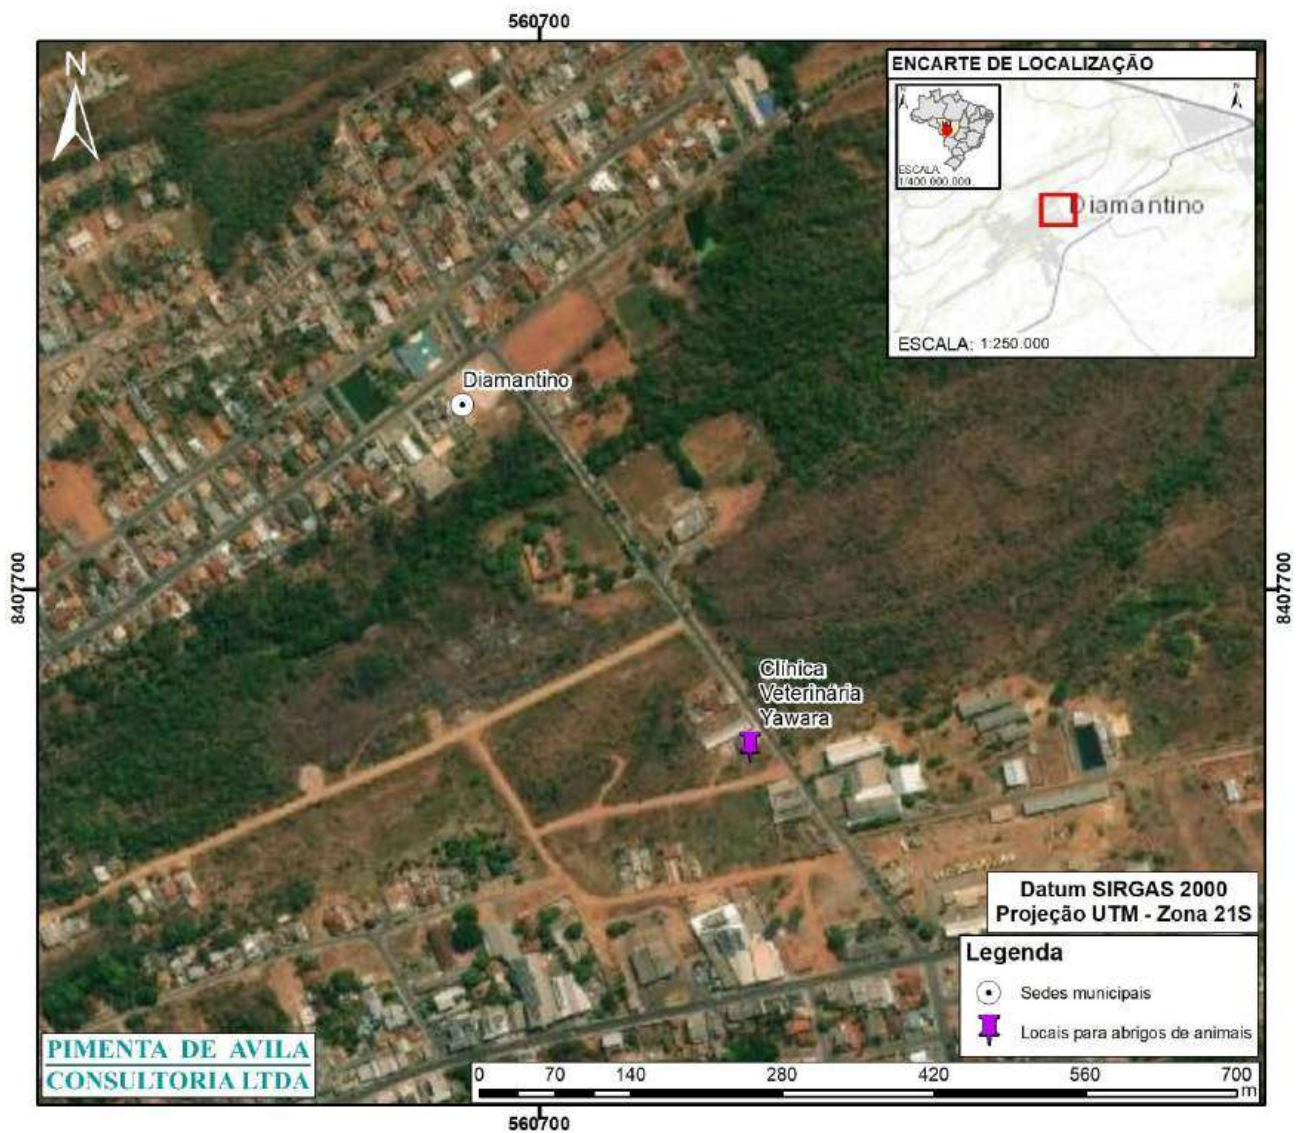 560700
N
ENCARTE DE LOCALIZAÇÃO
N
N
ESCALA
1/400.000.000
Diamantino
ESCALA: 1:250.000
Diamantino
8407700
8407700
Clínica
Veterinária
Yawara
Datum SIRGAS 2000
Projeção UTM - Zona 21S
Legenda
Sedes municipais
Locais para abrigos de animais
PIMENTA DE AVILA
CONSULTORIA LTDA
0 70 140 280 420 560 700
m
560700